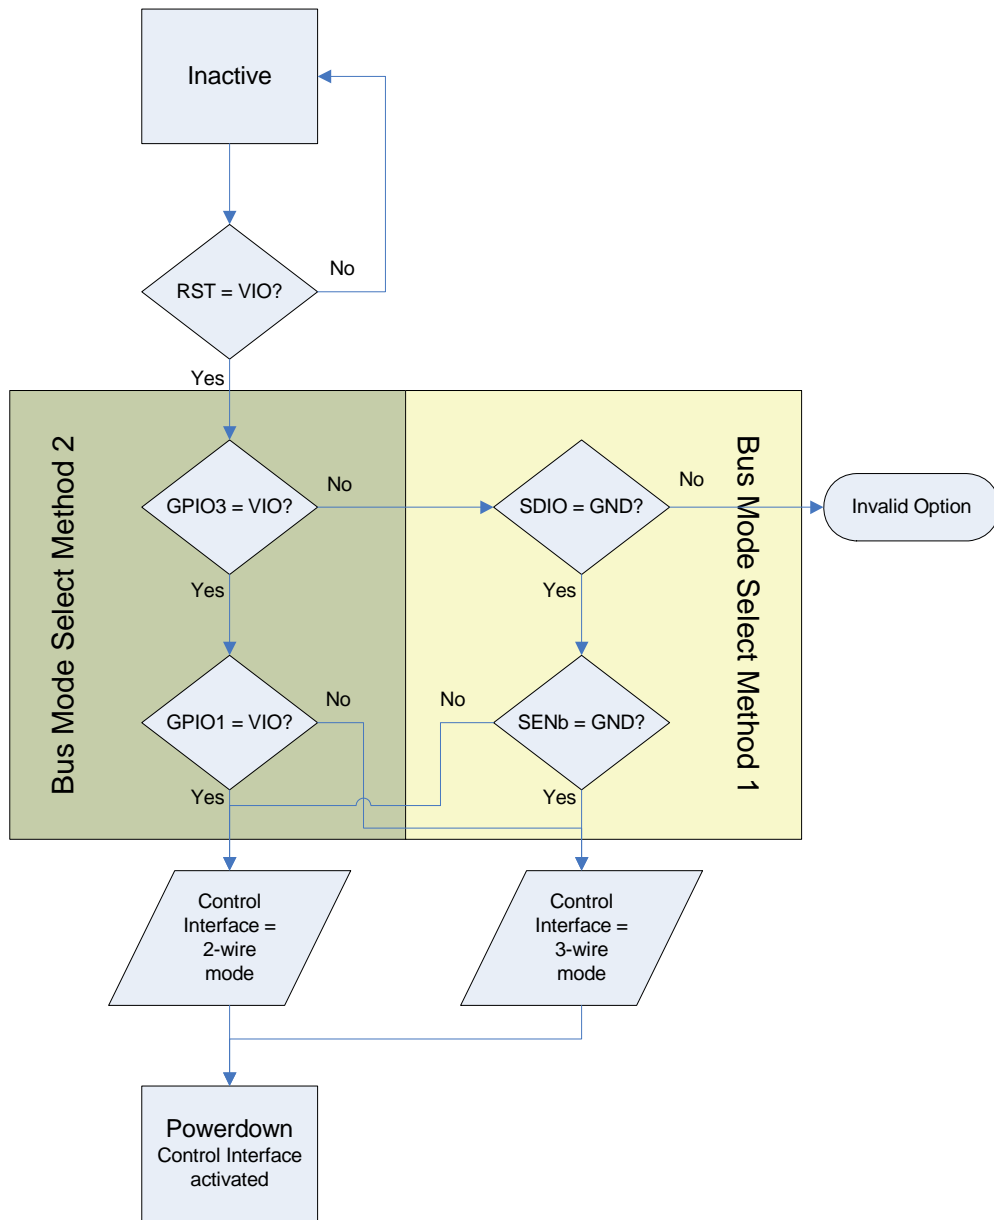 Inactive
No
RST = VIO?
Yes
Bus Mode Select Method 2
GPIO3 = VIO?
No
SDIO = GND?
No
Bus Mode Select Method 1
Invalid Option
Yes
Yes
GPIO1 = VIO?
No
No
SENb = GND?
Yes
Yes
Control
Interface =
2-wire
mode
Control
Interface =
3-wire
mode
Powerdown
Control Interface
activated